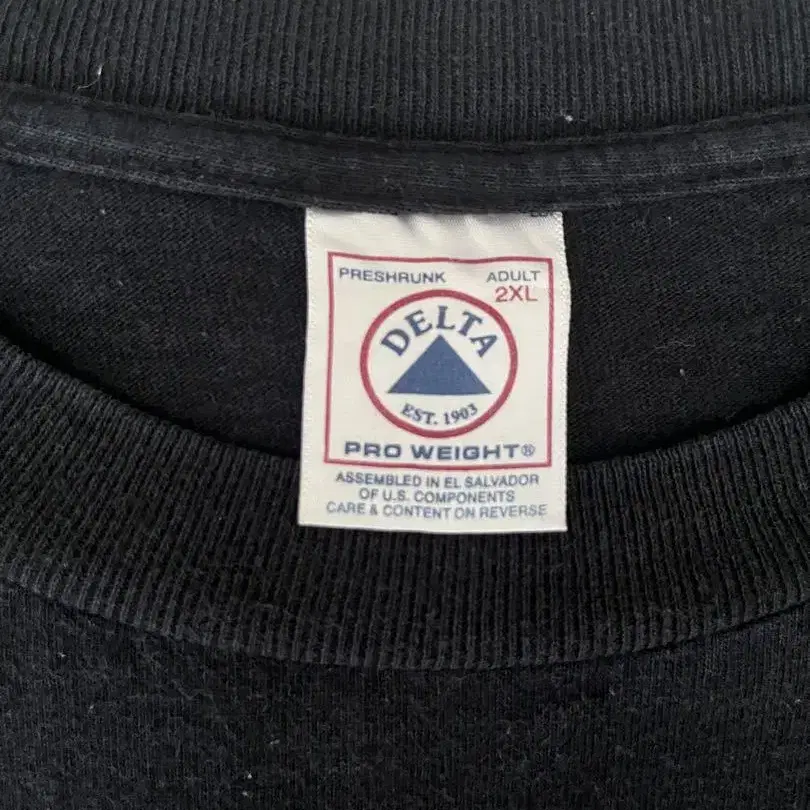 PRESHRUNK ADULT
2XL
DELTA
EST. 1903
PRO WEIGHT®
ASSEMBLED IN EL SALVADOR
OF U.S. COMPONENTS
CARE & CONTENT ON REVERSE